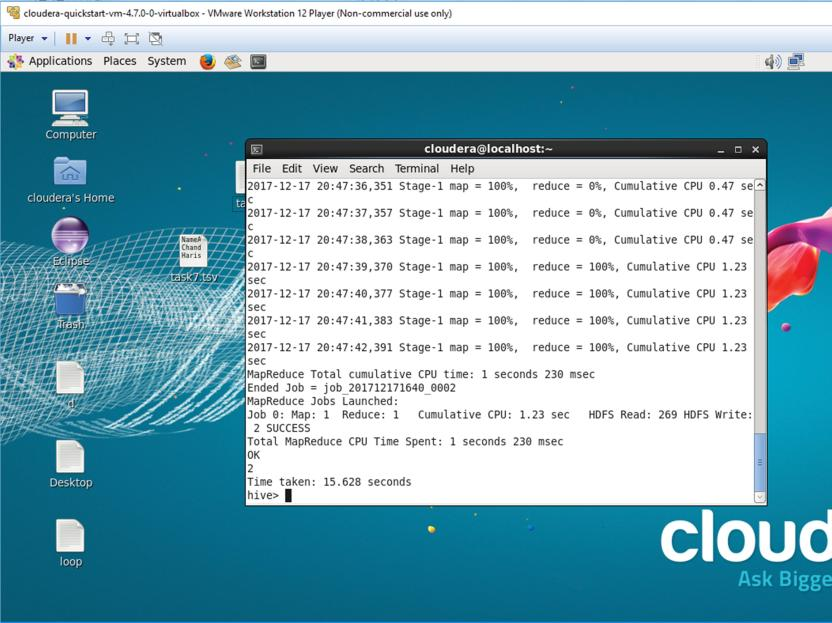 cloudera-quickstart-vm-4.7.0-0-virtualbox - VMware Workstation 12 Player (Non-commercial use only)
Player
Applications Places System
Computer
cloudera's Home
Eclipse
Trash
d
Desktop
loop
NameA
Chand
Haris
task7.tsv
ta
cloudera@localhost:~
File Edit View Search Terminal Help
2017-12-17 20:47:36,351 Stage-1 map = 100%,  reduce = 0%, Cumulative CPU 0.47 se
c
2017-12-17 20:47:37,357 Stage-1 map = 100%,  reduce = 0%, Cumulative CPU 0.47 se
c
2017-12-17 20:47:38,363 Stage-1 map = 100%,  reduce = 0%, Cumulative CPU 0.47 se
c
2017-12-17 20:47:39,370 Stage-1 map = 100%,  reduce = 100%, Cumulative CPU 1.23
sec
2017-12-17 20:47:40,377 Stage-1 map = 100%,  reduce = 100%, Cumulative CPU 1.23
sec
2017-12-17 20:47:41,383 Stage-1 map = 100%,  reduce = 100%, Cumulative CPU 1.23
sec
2017-12-17 20:47:42,391 Stage-1 map = 100%,  reduce = 100%, Cumulative CPU 1.23
sec
MapReduce Total cumulative CPU time: 1 seconds 230 msec
Ended Job = job_201712171640_0002
MapReduce Jobs Launched:
Job 0: Map: 1  Reduce: 1   Cumulative CPU: 1.23 sec   HDFS Read: 269 HDFS Write:
 2 SUCCESS
Total MapReduce CPU Time Spent: 1 seconds 230 msec
OK
2
Time taken: 15.628 seconds
hive>
cloud
Ask Bigge